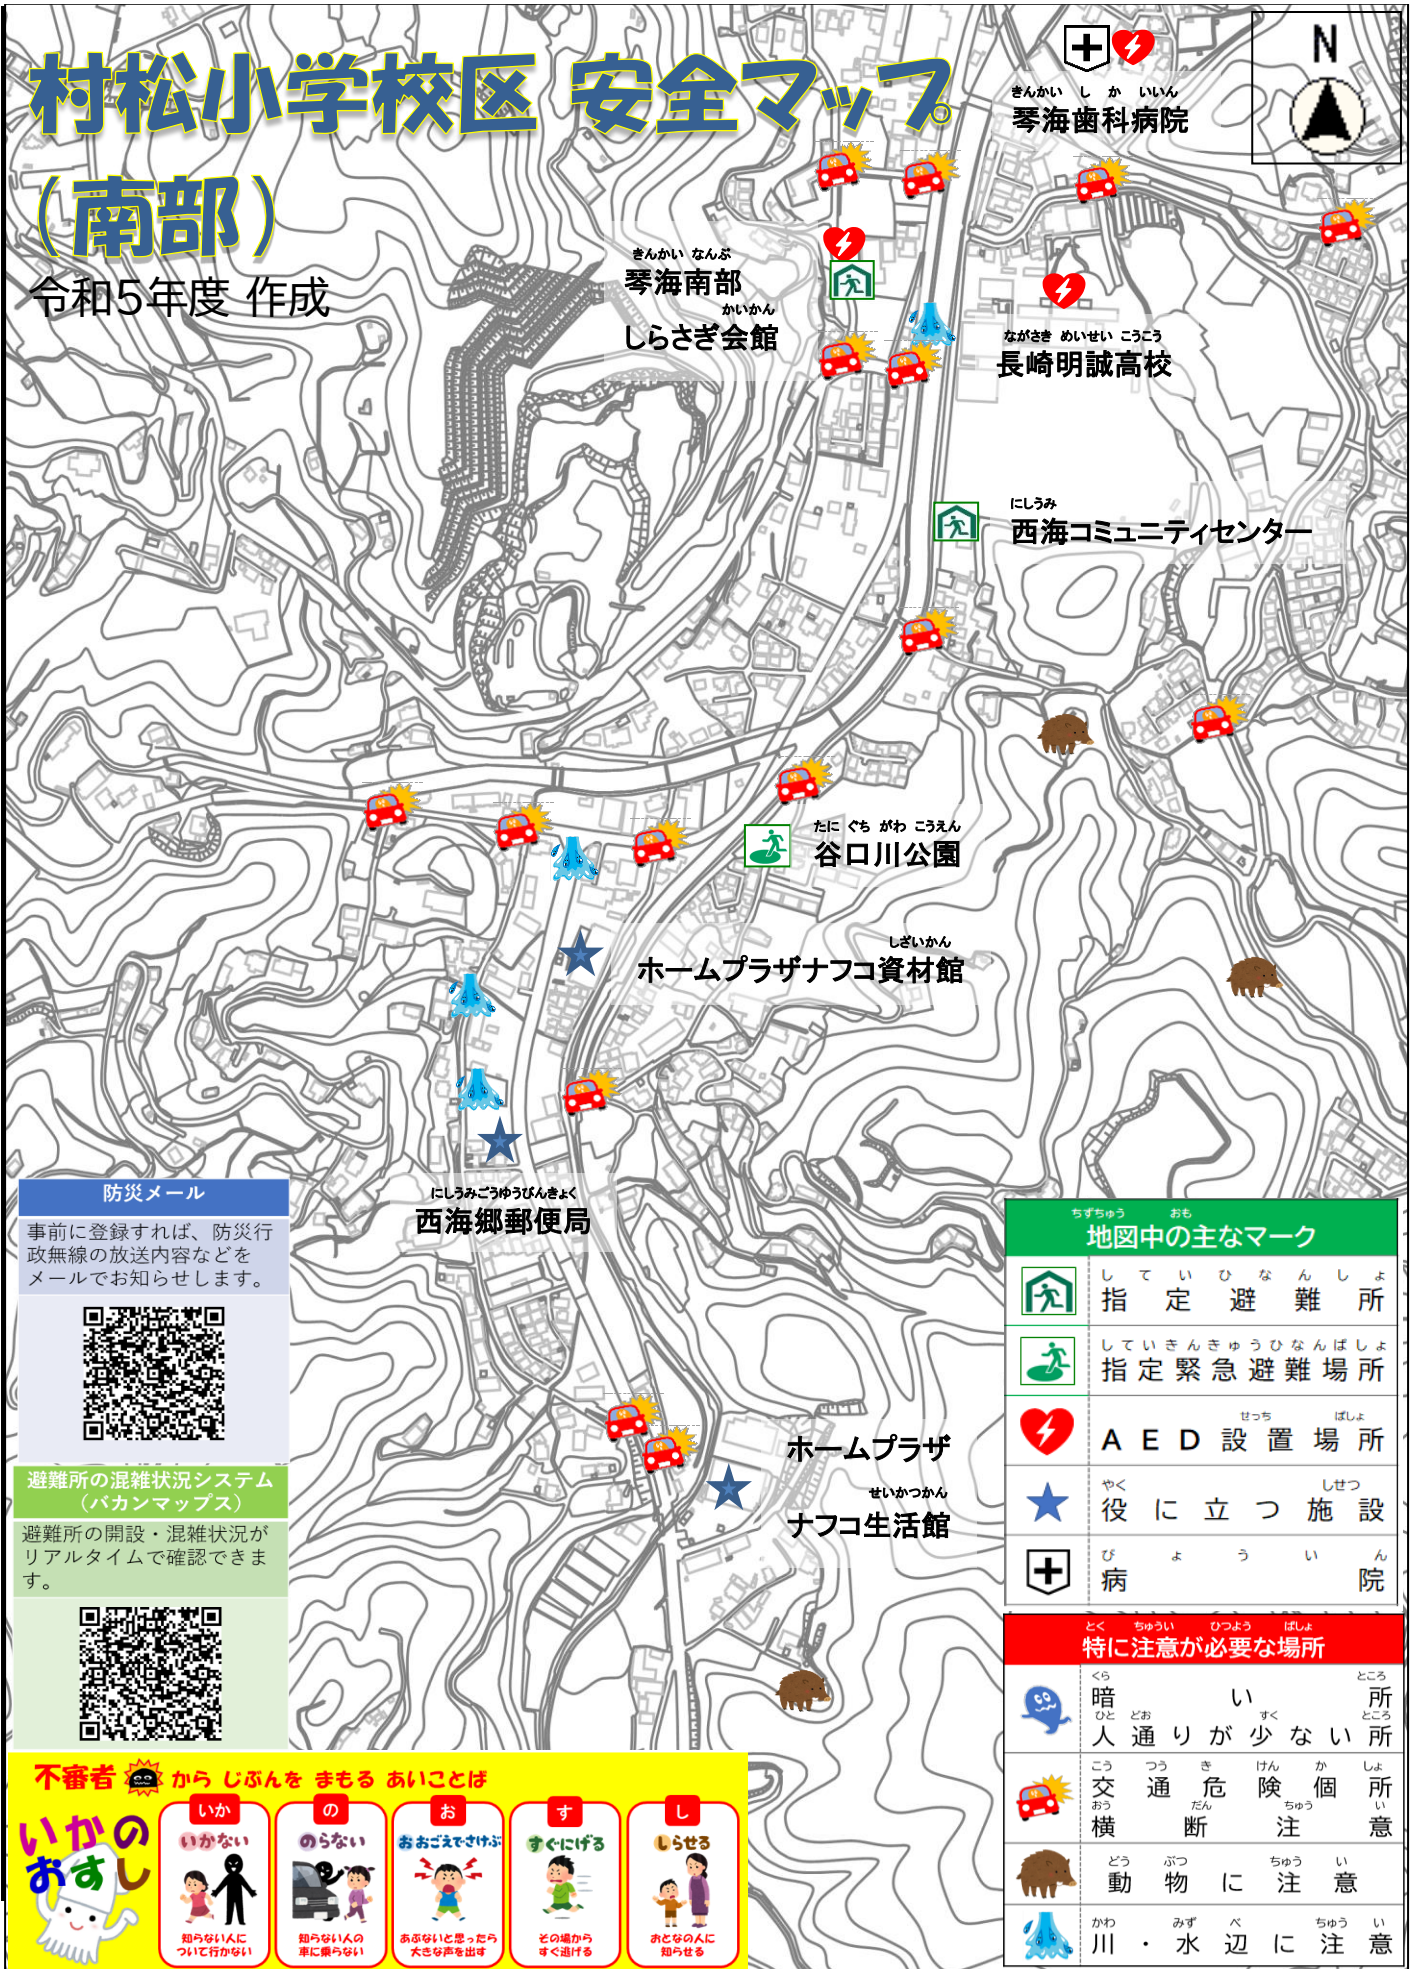 村松小学校区 安全マップ
（南部）
令和5年度 作成
N
きんかい し か いいん
琴海歯科病院
きんかい なんぶ
琴海南部
かいかん
しらさぎ会館
ながさき めいせい こうこう
長崎明誠高校
にしうみ
西海コミュニティセンター
たに ぐち がわ こうえん
谷口川公園
しざいかん
ホームプラザナフコ資材館
にしうみごうゆうびんきょく
西海郷郵便局
ホームプラザ
せいかつかん
ナフコ生活館
防災メール
事前に登録すれば、防災行
政無線の放送内容などを
メールでお知らせします。
避難所の混雑状況システム
（バカンマップス）
避難所の開設・混雑状況が
リアルタイムで確認できま
す。
ちずちゅう おも
地図中の主なマーク
していひなんしょ
指定避難所
していきんきゅうひなんばしょ
指定緊急避難場所
せっち ばしょ
AED設置場所
やく しせつ
役に立つ施設
びょういん
病院
とく ちゅうい ひつよう ばしょ
特に注意が必要な場所
くら ところ
暗い所
ひと どお すく ところ
人通りが少ない所
こう つう き けん か しょ
交通危険個所
おう だん ちゅう い
横断注意
どう ぶつ ちゅう い
動物に注意
かわ みず べ ちゅう い
川・水辺に注意
不審者 から じぶんを まもる あいことば
いかの
おすし
いか
いかない
知らない人に
ついて行かない
の
のらない
知らない人の
車に乗らない
お
おおごえでさけぶ
あぶないと思ったら
大きな声を出す
す
すぐにげる
その場から
すぐ逃げる
し
しらせる
おとなの人に
知らせる